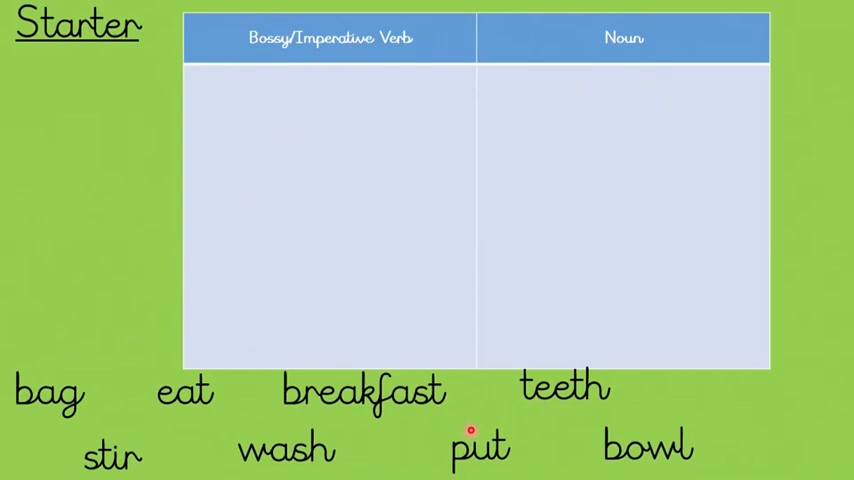 Starter
Bossy/Imperative Verb
Noun
bag eat breakfast teeth
stir wash put bowl